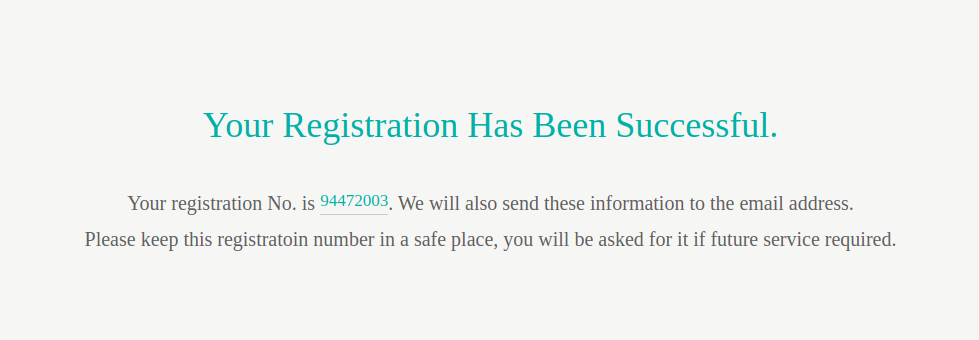 Your Registration Has Been Successful.
Your registration No. is 94472003. We will also send these information to the email address.
Please keep this registratoin number in a safe place, you will be asked for it if future service required.